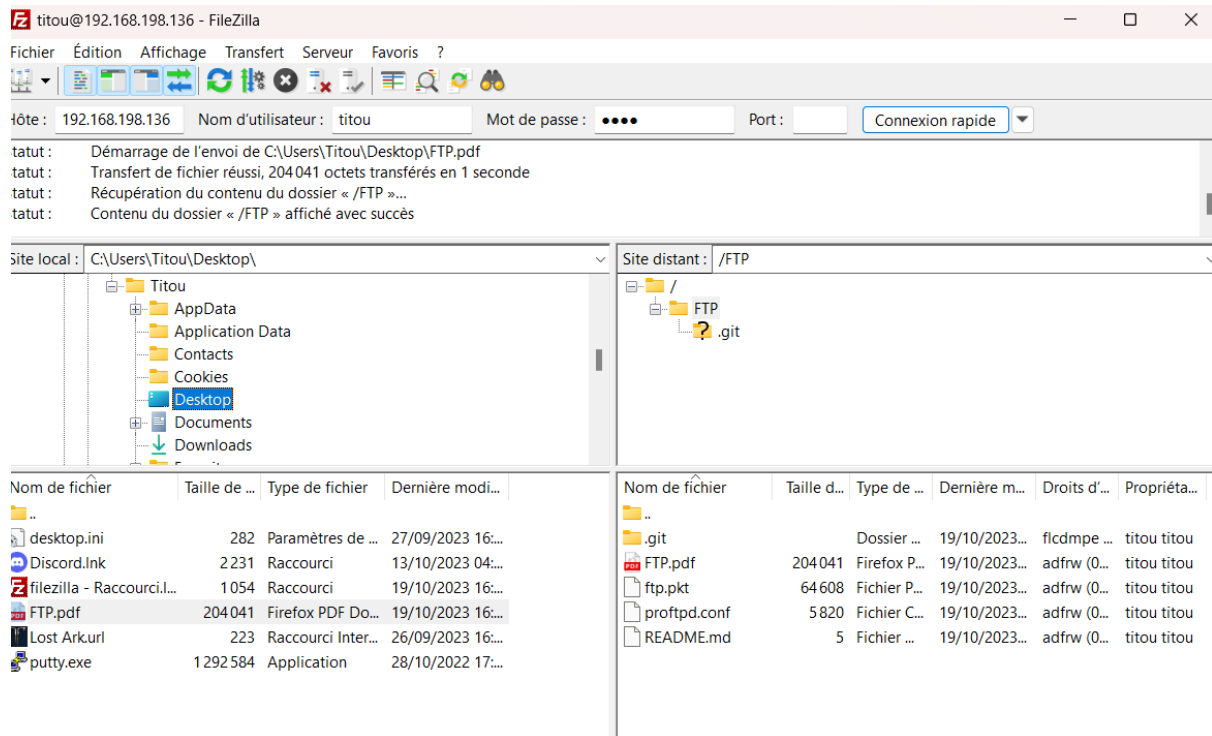 titou@192.168.198.136 - FileZilla
Fichier Édition Affichage Transfert Serveur Favoris ?
Hôte : 192.168.198.136 Nom d'utilisateur : titou Mot de passe : •••• Port : Connexion rapide
tatut : Démarrage de l'envoi de C:\Users\Titou\Desktop\FTP.pdf
tatut : Transfert de fichier réussi, 204 041 octets transférés en 1 seconde
tatut : Récupération du contenu du dossier « /FTP »...
tatut : Contenu du dossier « /FTP » affiché avec succès
Site local : C:\Users\Titou\Desktop\
Titou
AppData
Application Data
Contacts
Cookies
Desktop
Documents
Downloads
Site distant : /FTP
/
FTP
? .git
Nom de fichier Taille de ... Type de fichier Dernière modi...
..
desktop.ini 282 Paramètres de ... 27/09/2023 16:...
Discord.lnk 2 231 Raccourci 13/10/2023 04:...
filezilla - Raccourci.l... 1 054 Raccourci 19/10/2023 16:...
FTP.pdf 204 041 Firefox PDF Do... 19/10/2023 16:...
Lost Ark.url 223 Raccourci Inter... 26/09/2023 16:...
putty.exe 1 292 584 Application 28/10/2022 17:...
Nom de fichier Taille d... Type de ... Dernière m... Droits d'... Propriéta...
..
.git Dossier ... 19/10/2023... flcdmpe ... titou titou
FTP.pdf 204 041 Firefox P... 19/10/2023... adfrw (0... titou titou
ftp.pkt 64 608 Fichier P... 19/10/2023... adfrw (0... titou titou
proftpd.conf 5 820 Fichier C... 19/10/2023... adfrw (0... titou titou
README.md 5 Fichier ... 19/10/2023... adfrw (0... titou titou